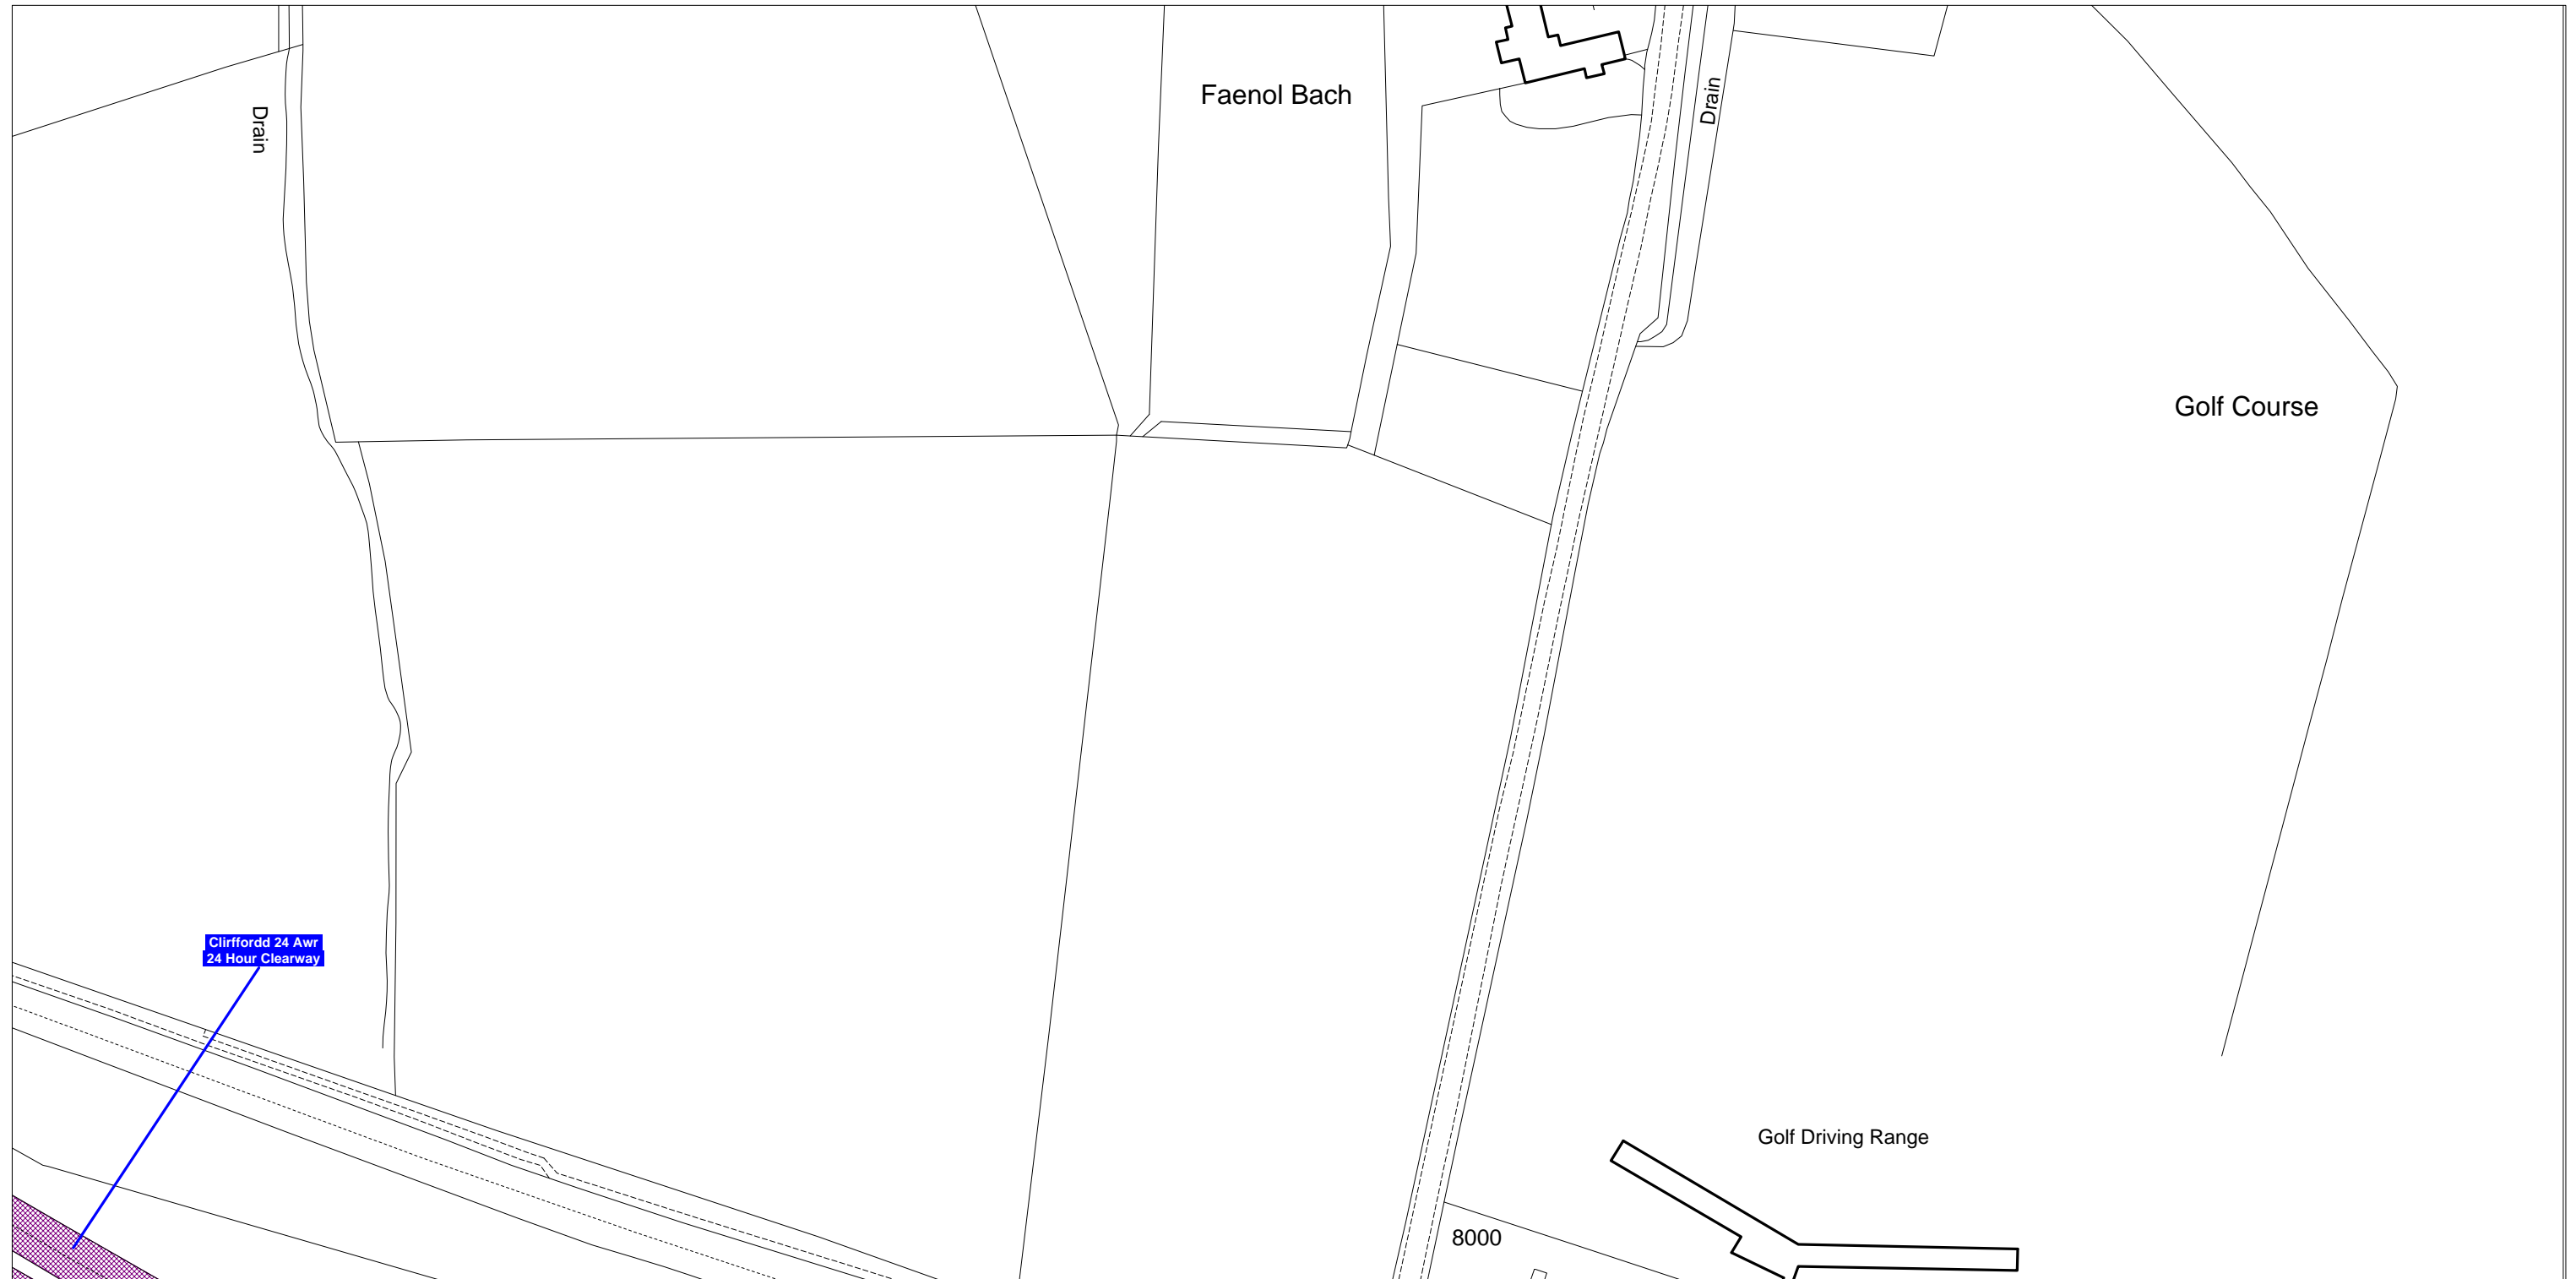 Faenol Bach
Drain
Drain
Golf Course
Clirffordd 24 Awr
24 Hour Clearway
Golf Driving Range
8000